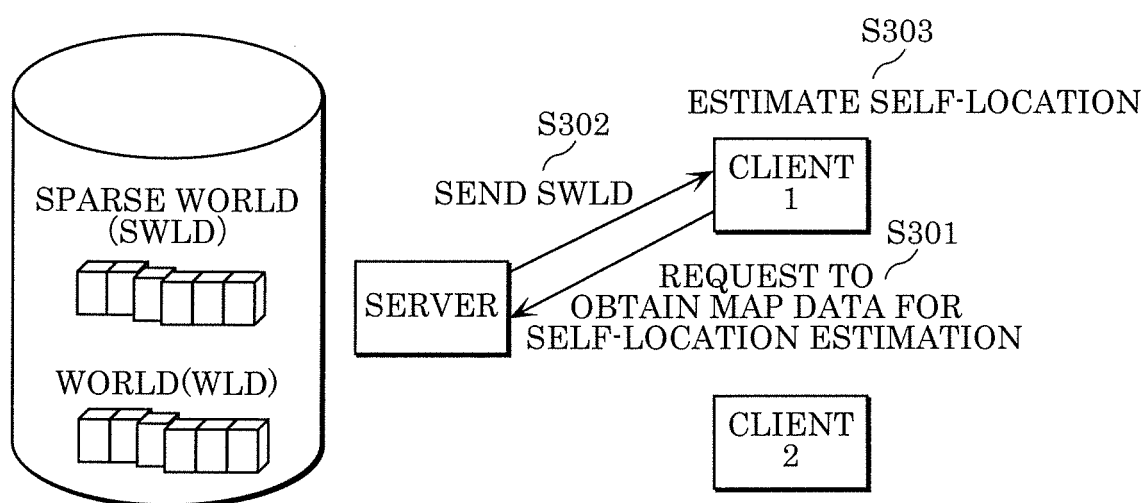 S303
ESTIMATE SELF-LOCATION
S302
SEND SWLD
CLIENT
1
SPARSE WORLD
(SWLD)
S301
REQUEST TO
OBTAIN MAP DATA FOR
SELF-LOCATION ESTIMATION
SERVER
WORLD(WLD)
CLIENT
2